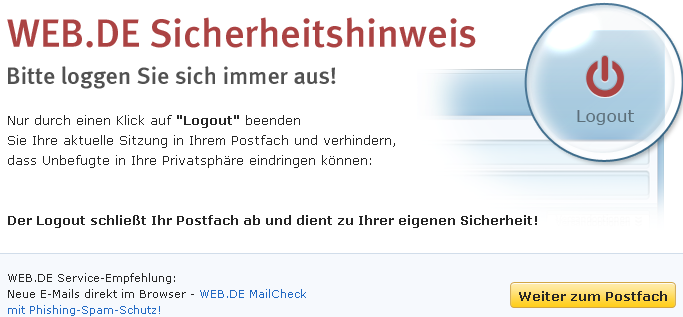 WEB.DE Sicherheitshinweis
Bitte loggen Sie sich immer aus!
Logout
Nur durch einen Klick auf "Logout" beenden
Sie Ihre aktuelle Sitzung in Ihrem Postfach und verhindern,
dass Unbefugte in Ihre Privatsphäre eindringen können:
Der Logout schließt Ihr Postfach ab und dient zu Ihrer eigenen Sicherheit!
WEB.DE Service-Empfehlung:
Neue E-Mails direkt im Browser - WEB.DE MailCheck
mit Phishing-Spam-Schutz!
Weiter zum Postfach